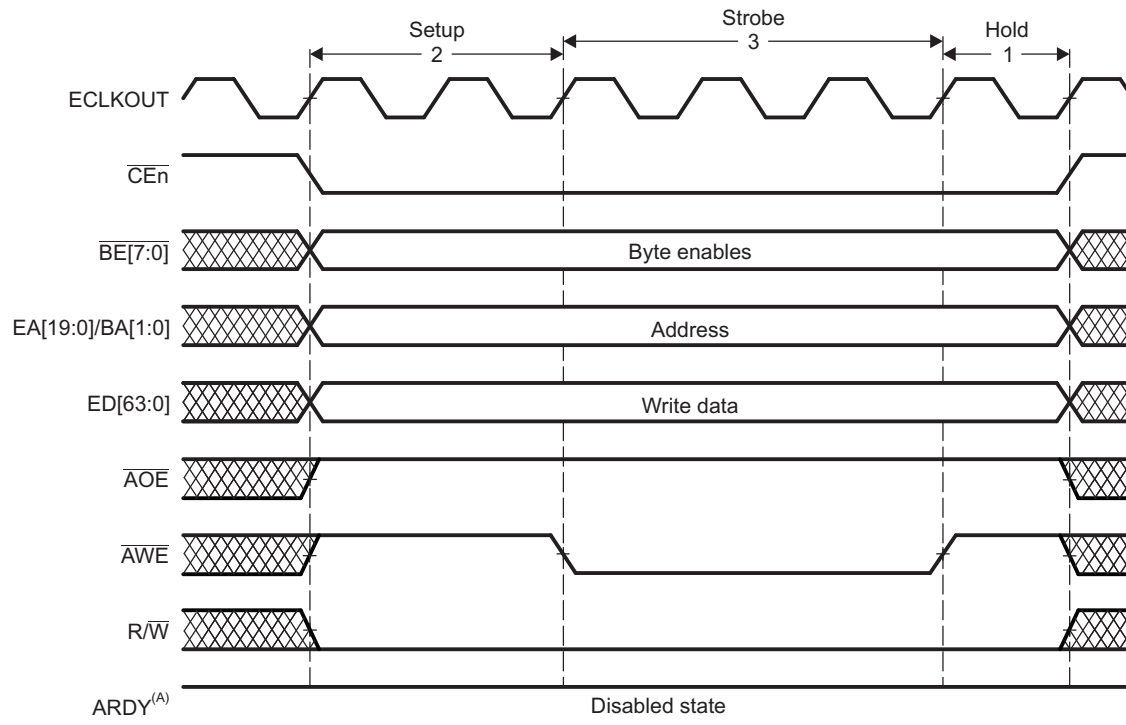 Setup
2
Strobe
3
Hold
1
ECLKOUT
CEn
BE[7:0]
Byte enables
EA[19:0]/BA[1:0]
Address
ED[63:0]
Write data
AOE
AWE
R/W
ARDY(A)
Disabled state